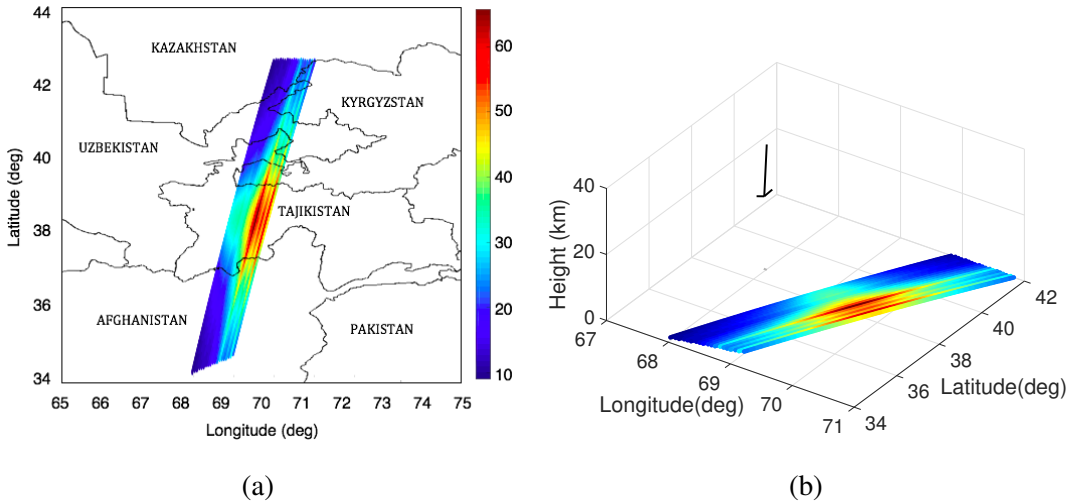 44
42
40
38
36
34
Latitude (deg)
65 66 67 68 69 70 71 72 73 74 75
Longitude (deg)
KAZAKHSTAN
KYRGYZSTAN
UZBEKISTAN
TAJIKISTAN
AFGHANISTAN
PAKISTAN
60
50
40
30
20
10
(a)
40
20
0
Height (km)
67
68
69
70
71
Longitude(deg)
34
36
38
40
42
Latitude(deg)
(b)